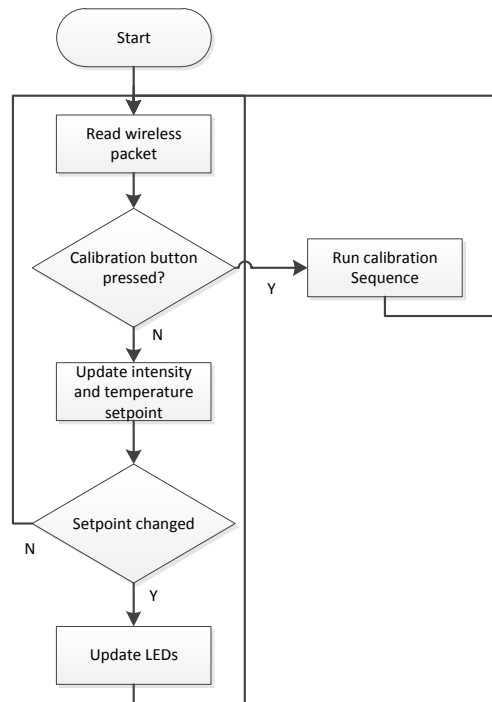 Start
Read wireless
packet
Calibration button
pressed?
Y
Run calibration
Sequence
N
Update intensity
and temperature
setpoint
Setpoint changed
N
Y
Update LEDs